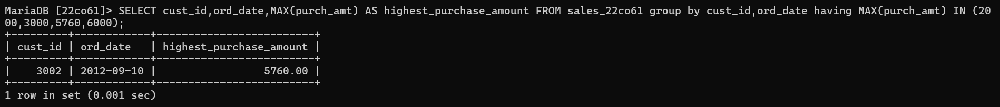 MariaDB [22co61]> SELECT cust_id,ord_date,MAX(purch_amt) AS highest_purchase_amount FROM sales_22co61 group by cust_id,ord_date having MAX(purch_amt) IN (20
00,3000,5760,6000);
+---------+------------+-------------------------+
| cust_id | ord_date   | highest_purchase_amount |
+---------+------------+-------------------------+
|    3002 | 2012-09-10 |                 5760.00 |
+---------+------------+-------------------------+
1 row in set (0.001 sec)